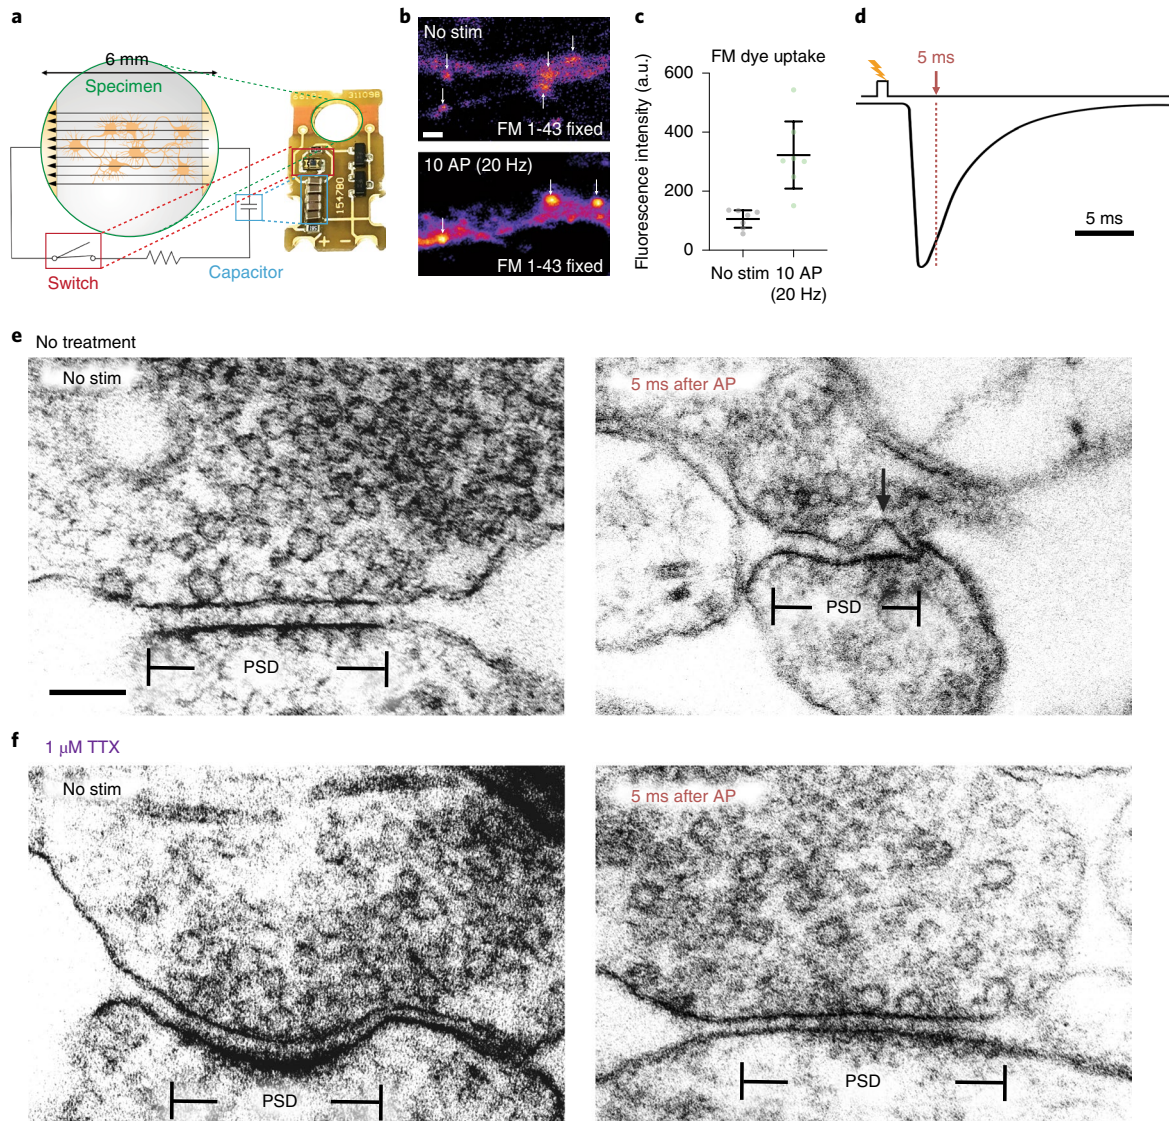 a
6 mm
Specimen
311098
154780
+ −
Switch
Capacitor
b
No stim
FM 1-43 fixed
10 AP (20 Hz)
FM 1-43 fixed
c
FM dye uptake
Fluorescence intensity (a.u.)
600
400
200
0
No stim
10 AP
(20 Hz)
d
5 ms
5 ms
e
No treatment
No stim
PSD
5 ms after AP
PSD
f
1 μM TTX
No stim
PSD
5 ms after AP
PSD